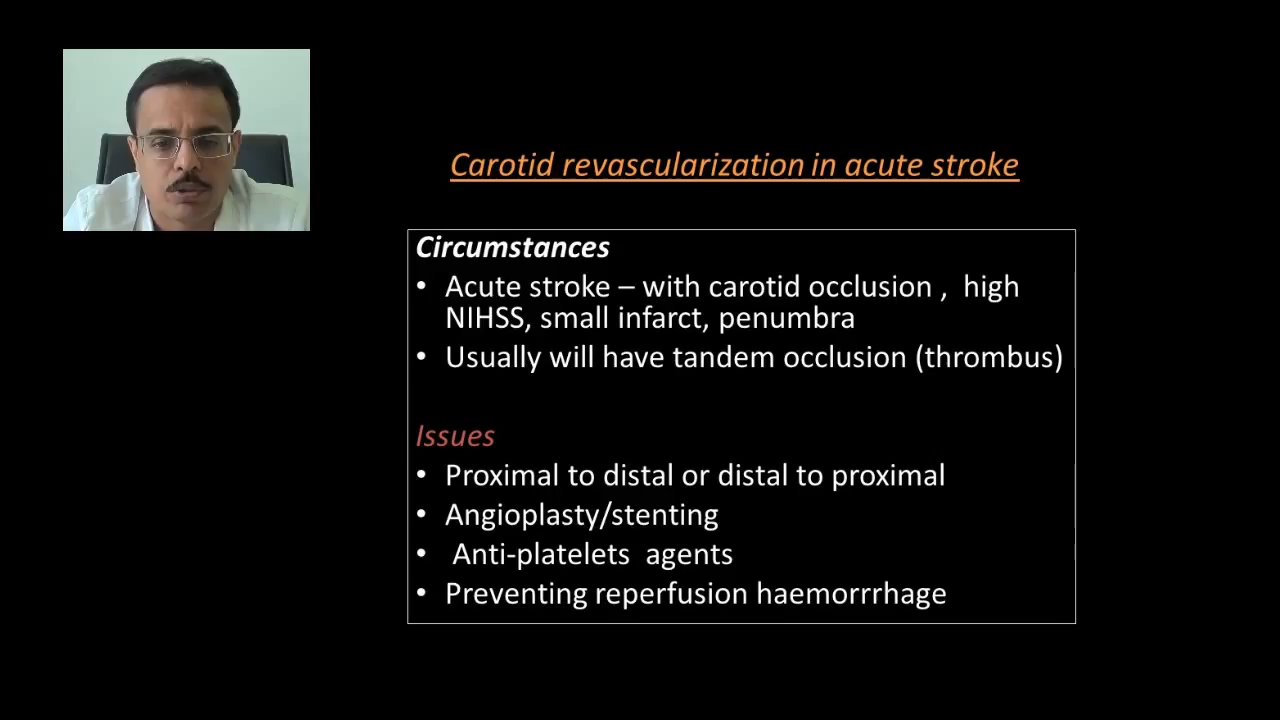 Carotid revascularization in acute stroke
Circumstances
• Acute stroke – with carotid occlusion , high
NIHSS, small infarct, penumbra
• Usually will have tandem occlusion (thrombus)
Issues
• Proximal to distal or distal to proximal
• Angioplasty/stenting
• Anti-platelets agents
• Preventing reperfusion haemorrrhage